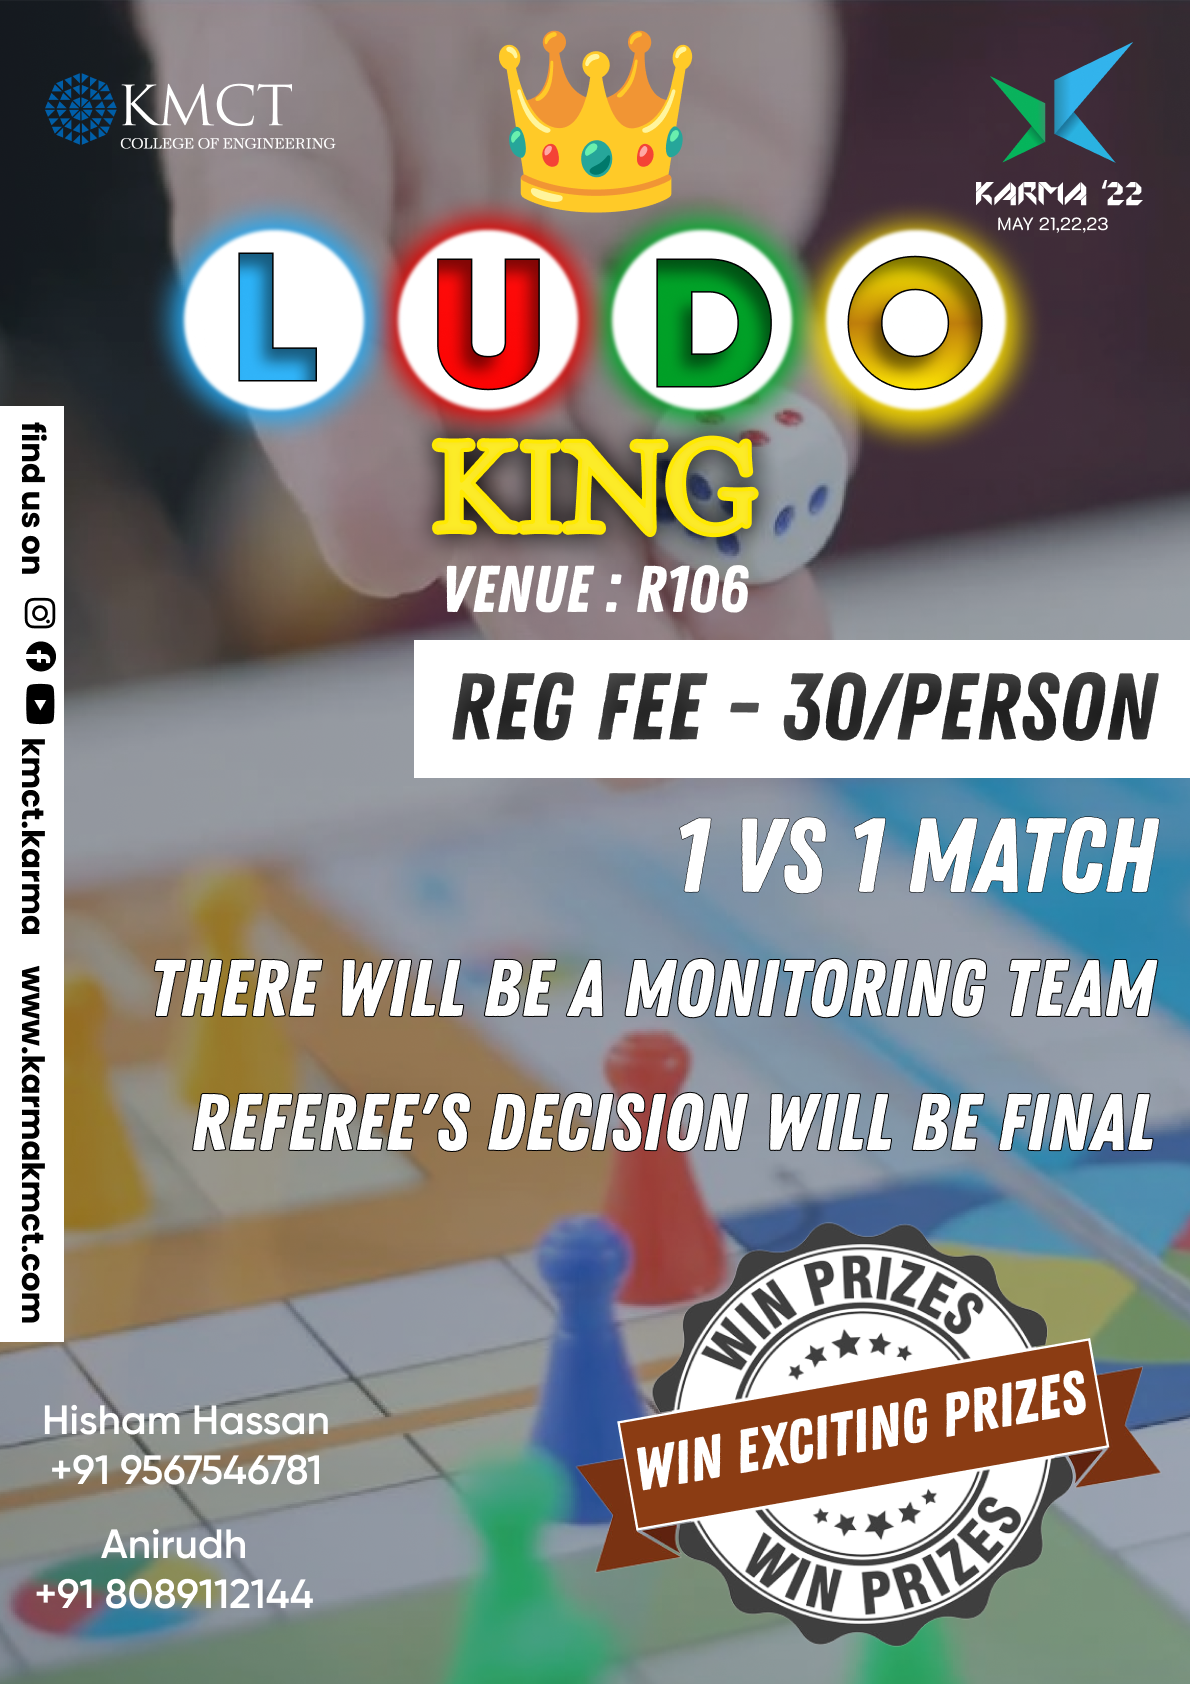 KMCT
COLLEGE OF ENGINEERING
KARMA '22
MAY 21,22,23
LUDO
KING
VENUE : R106
REG FEE - 30/PERSON
1 VS 1 MATCH
THERE WILL BE A MONITORING TEAM
REFEREE'S DECISION WILL BE FINAL
find us on kmct.karma www.karmakmct.com
WIN PRIZES
WIN EXCITING PRIZES
WIN PRIZES
Hisham Hassan
+91 9567546781
Anirudh
+91 8089112144